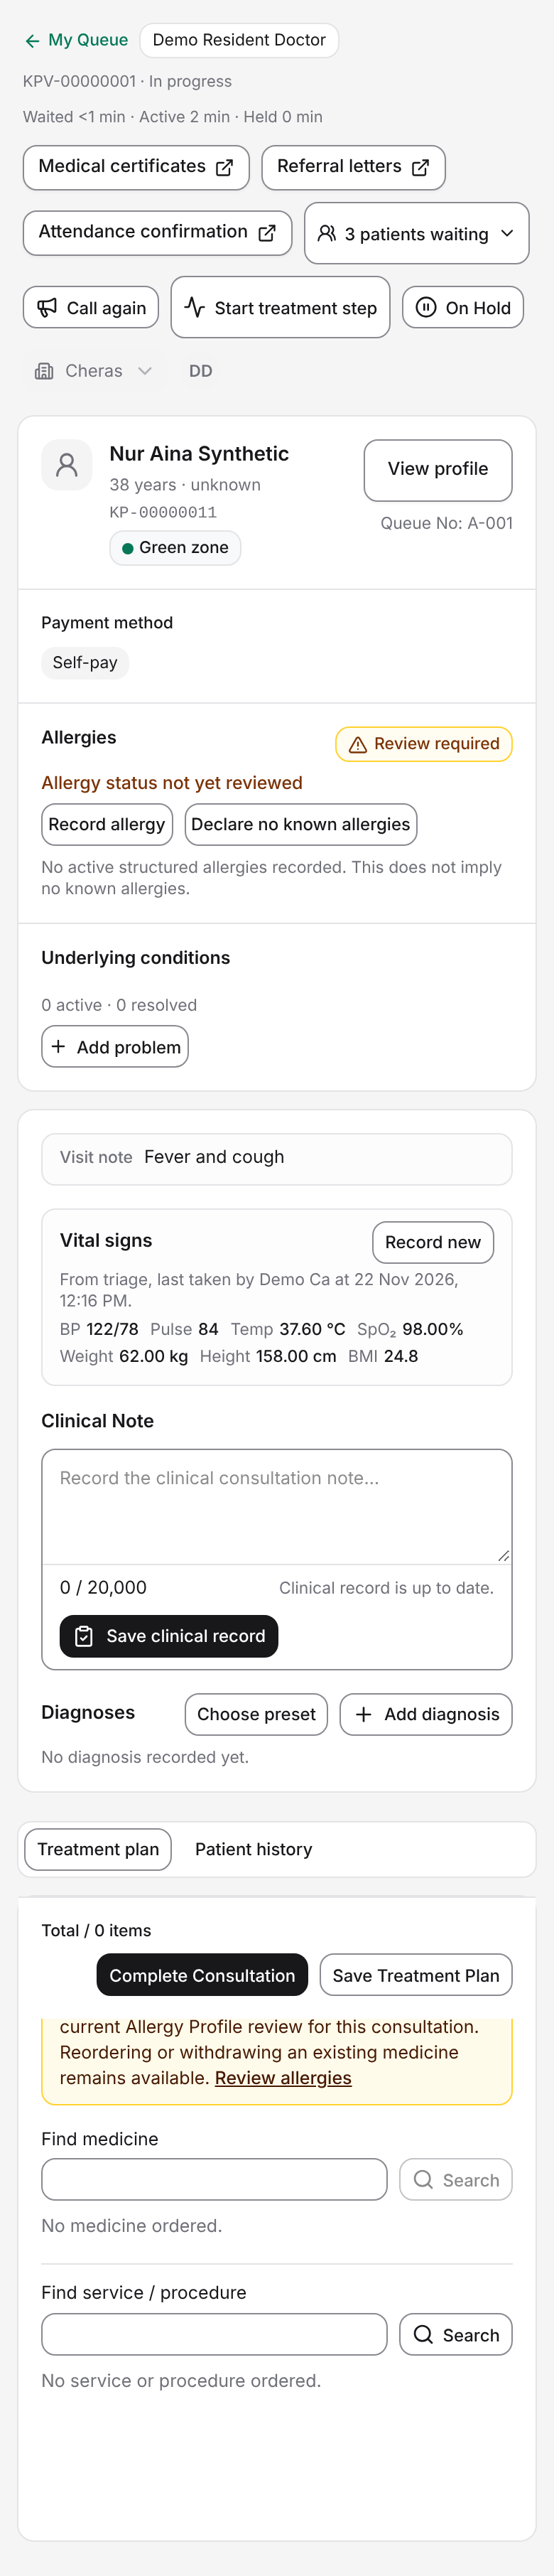 My Queue
Demo Resident Doctor
KPV-00000001 · In progress
Waited <1 min · Active 2 min · Held 0 min
Medical certificates
Referral letters
Attendance confirmation
3 patients waiting
Call again
Start treatment step
On Hold
Cheras
DD
Nur Aina Synthetic
View profile
38 years · unknown
KP-00000011
Queue No: A-001
Green zone
Payment method
Self-pay
Allergies
Review required
Allergy status not yet reviewed
Record allergy
Declare no known allergies
No active structured allergies recorded. This does not imply
no known allergies.
Underlying conditions
0 active · 0 resolved
Add problem
Visit note Fever and cough
Vital signs
Record new
From triage, last taken by Demo Ca at 22 Nov 2026,
12:16 PM.
BP 122/78 Pulse 84 Temp 37.60 °C SpO₂ 98.00%
Weight 62.00 kg Height 158.00 cm BMI 24.8
Clinical Note
Record the clinical consultation note...
0 / 20,000
Clinical record is up to date.
Save clinical record
Diagnoses
Choose preset
Add diagnosis
No diagnosis recorded yet.
Treatment plan
Patient history
Total / 0 items
Complete Consultation
Save Treatment Plan
current Allergy Profile review for this consultation.
Reordering or withdrawing an existing medicine
remains available. Review allergies
Find medicine
Search
No medicine ordered.
Find service / procedure
Search
No service or procedure ordered.